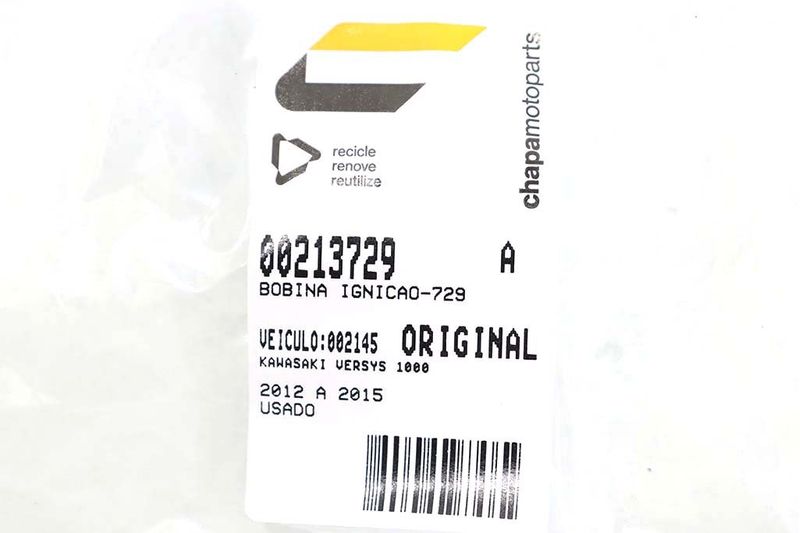 chapamotoparts
recicle
renove
reutilize
00213729 A
BOBINA IGNICAO-729
VEICULO:002145 ORIGINAL
KAWASAKI VERSYS 1000
2012 A 2015
USADO